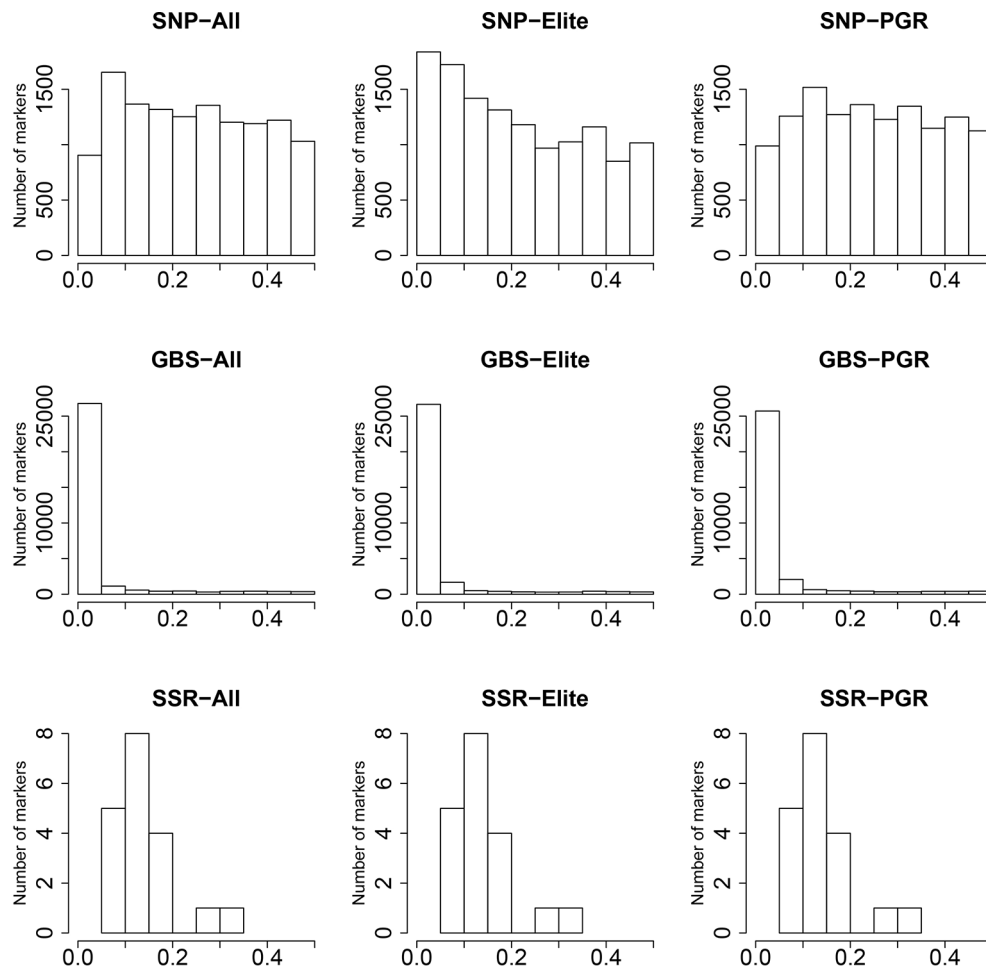 SNP−All SNP−Elite SNP−PGR
Number of markers Number of markers Number of markers
1500 1500 1500
500 500 500
0 0 0
0.0 0.2 0.4 0.0 0.2 0.4 0.0 0.2 0.4
GBS−All GBS−Elite GBS−PGR
Number of markers Number of markers Number of markers
25000 25000 25000
10000 10000 10000
0 0 0
0.0 0.2 0.4 0.0 0.2 0.4 0.0 0.2 0.4
SSR−All SSR−Elite SSR−PGR
Number of markers Number of markers Number of markers
8 8 8
6 6 6
4 4 4
2 2 2
0 0 0
0.0 0.2 0.4 0.0 0.2 0.4 0.0 0.2 0.4